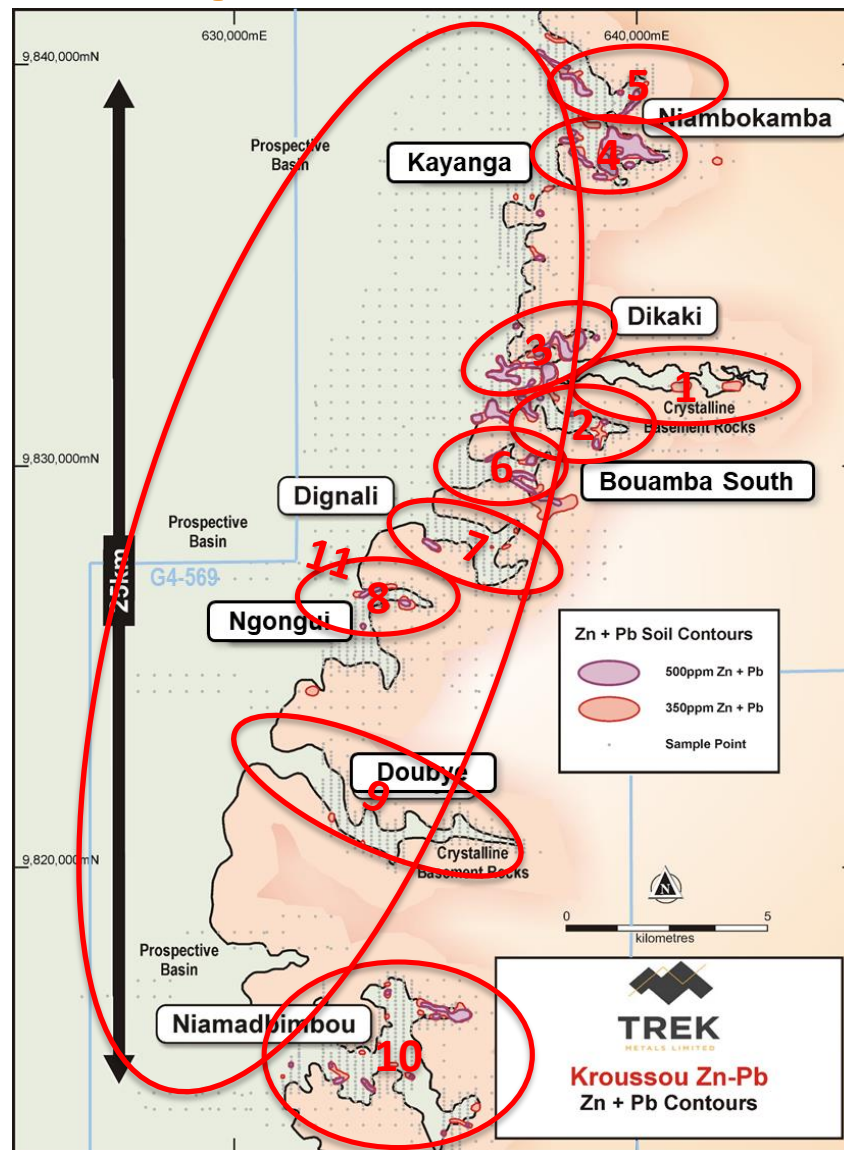 630,000mE
640,000mE
9,840,000mN
5
Niambokamba
Prospective
Basin
4
Kayanga
Dikaki
3
1
Crystalline
Basement Rocks
2
9,830,000mN
6
Bouamba South
Dignali
Prospective
Basin
7
11
25km
G4-569
8
Ngongui
Zn + Pb Soil Contours
500ppm Zn + Pb
350ppm Zn + Pb
Sample Point
Doubye
9
Crystalline
Basement Rocks
9,820,000mN
N
0 5
kilometres
Prospective
Basin
Niamadbimbou
10
TREK
METALS LIMITED
Kroussou Zn-Pb
Zn + Pb Contours